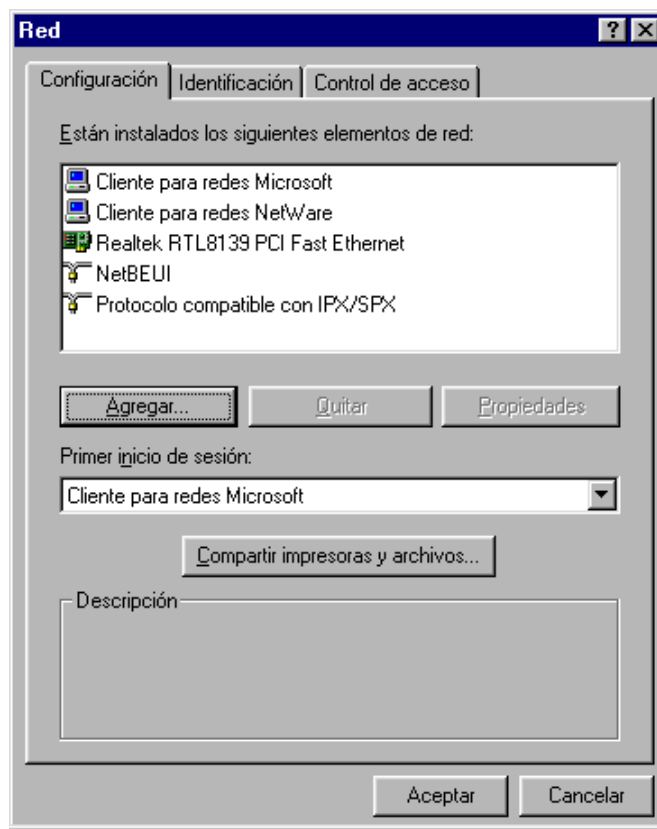 Red
Configuración Identificación Control de acceso
Están instalados los siguientes elementos de red:
Cliente para redes Microsoft
Cliente para redes NetWare
Realtek RTL8139 PCI Fast Ethernet
NetBEUI
Protocolo compatible con IPX/SPX
Agregar... Quitar Propiedades
Primer inicio de sesión:
Cliente para redes Microsoft
Compartir impresoras y archivos...
Descripción
Aceptar Cancelar